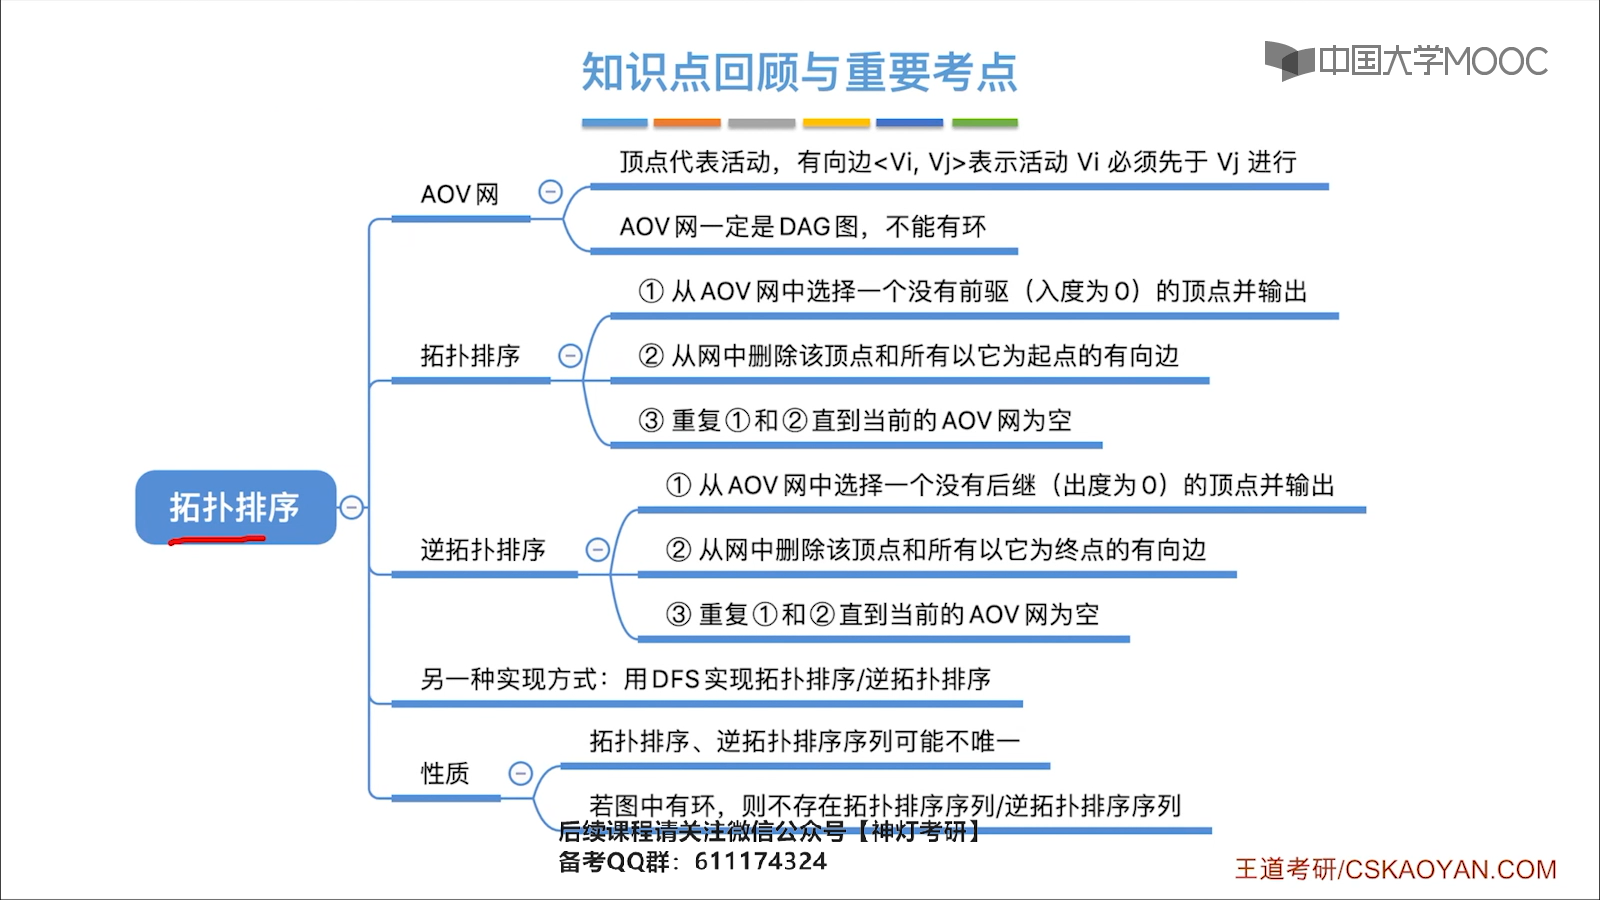 知识点回顾与重要考点
中国大学MOOC
顶点代表活动，有向边<Vi, Vj>表示活动 Vi 必须先于 Vj 进行
AOV网
AOV网一定是DAG图，不能有环
① 从AOV网中选择一个没有前驱（入度为0）的顶点并输出
拓扑排序
② 从网中删除该顶点和所有以它为起点的有向边
③ 重复①和②直到当前的AOV网为空
拓扑排序
① 从AOV网中选择一个没有后继（出度为0）的顶点并输出
逆拓扑排序
② 从网中删除该顶点和所有以它为终点的有向边
③ 重复①和②直到当前的AOV网为空
另一种实现方式：用DFS实现拓扑排序/逆拓扑排序
拓扑排序、逆拓扑排序序列可能不唯一
性质
若图中有环，则不存在拓扑排序序列/逆拓扑排序序列
后续课程请关注微信公众号【神灯考研】
备考QQ群：611174324
王道考研/CSKAOYAN.COM